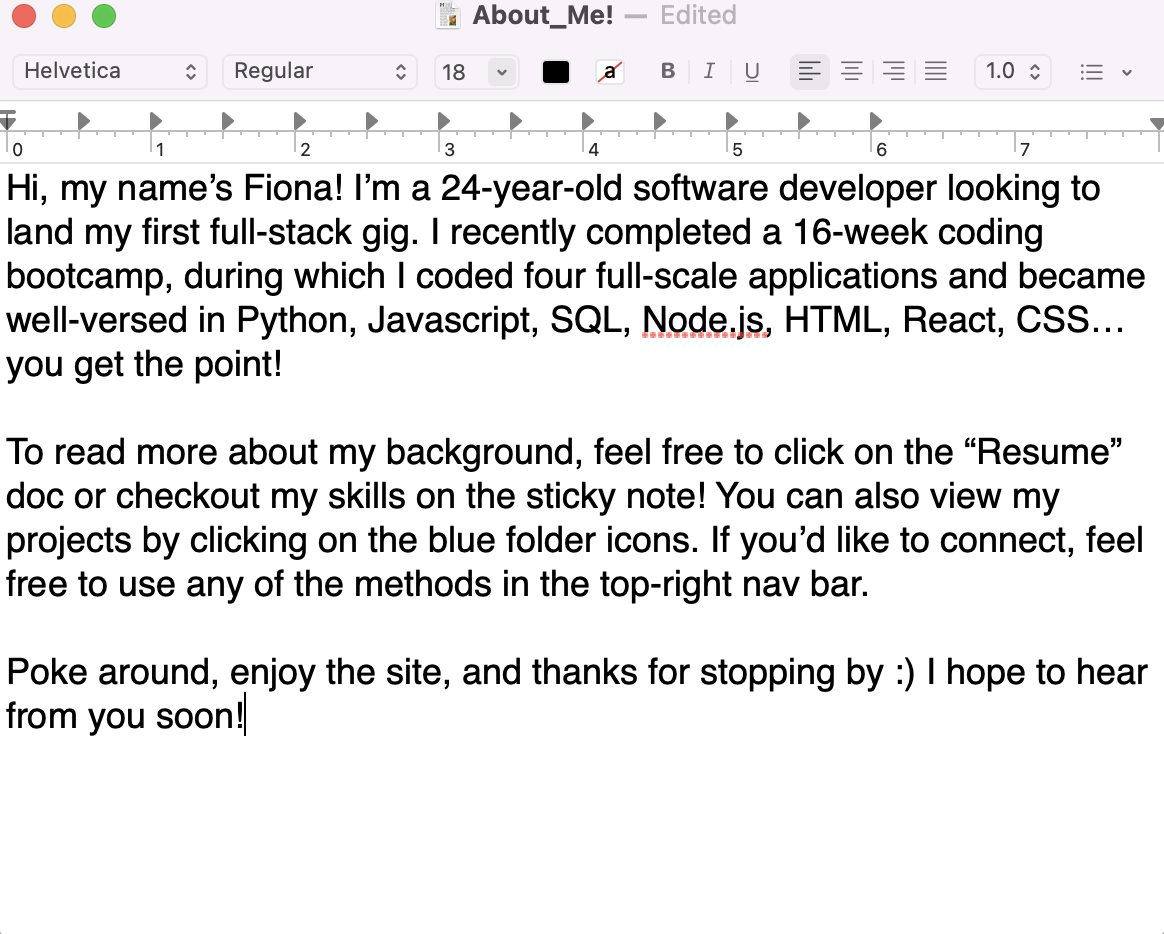 About_Me! — Edited
Helvetica Regular 18 a B I U 1.0
0 1 2 3 4 5 6 7
Hi, my name’s Fiona! I’m a 24-year-old software developer looking to
land my first full-stack gig. I recently completed a 16-week coding
bootcamp, during which I coded four full-scale applications and became
well-versed in Python, Javascript, SQL, Node.js, HTML, React, CSS…
you get the point!
To read more about my background, feel free to click on the “Resume”
doc or checkout my skills on the sticky note! You can also view my
projects by clicking on the blue folder icons. If you’d like to connect, feel
free to use any of the methods in the top-right nav bar.
Poke around, enjoy the site, and thanks for stopping by :) I hope to hear
from you soon!